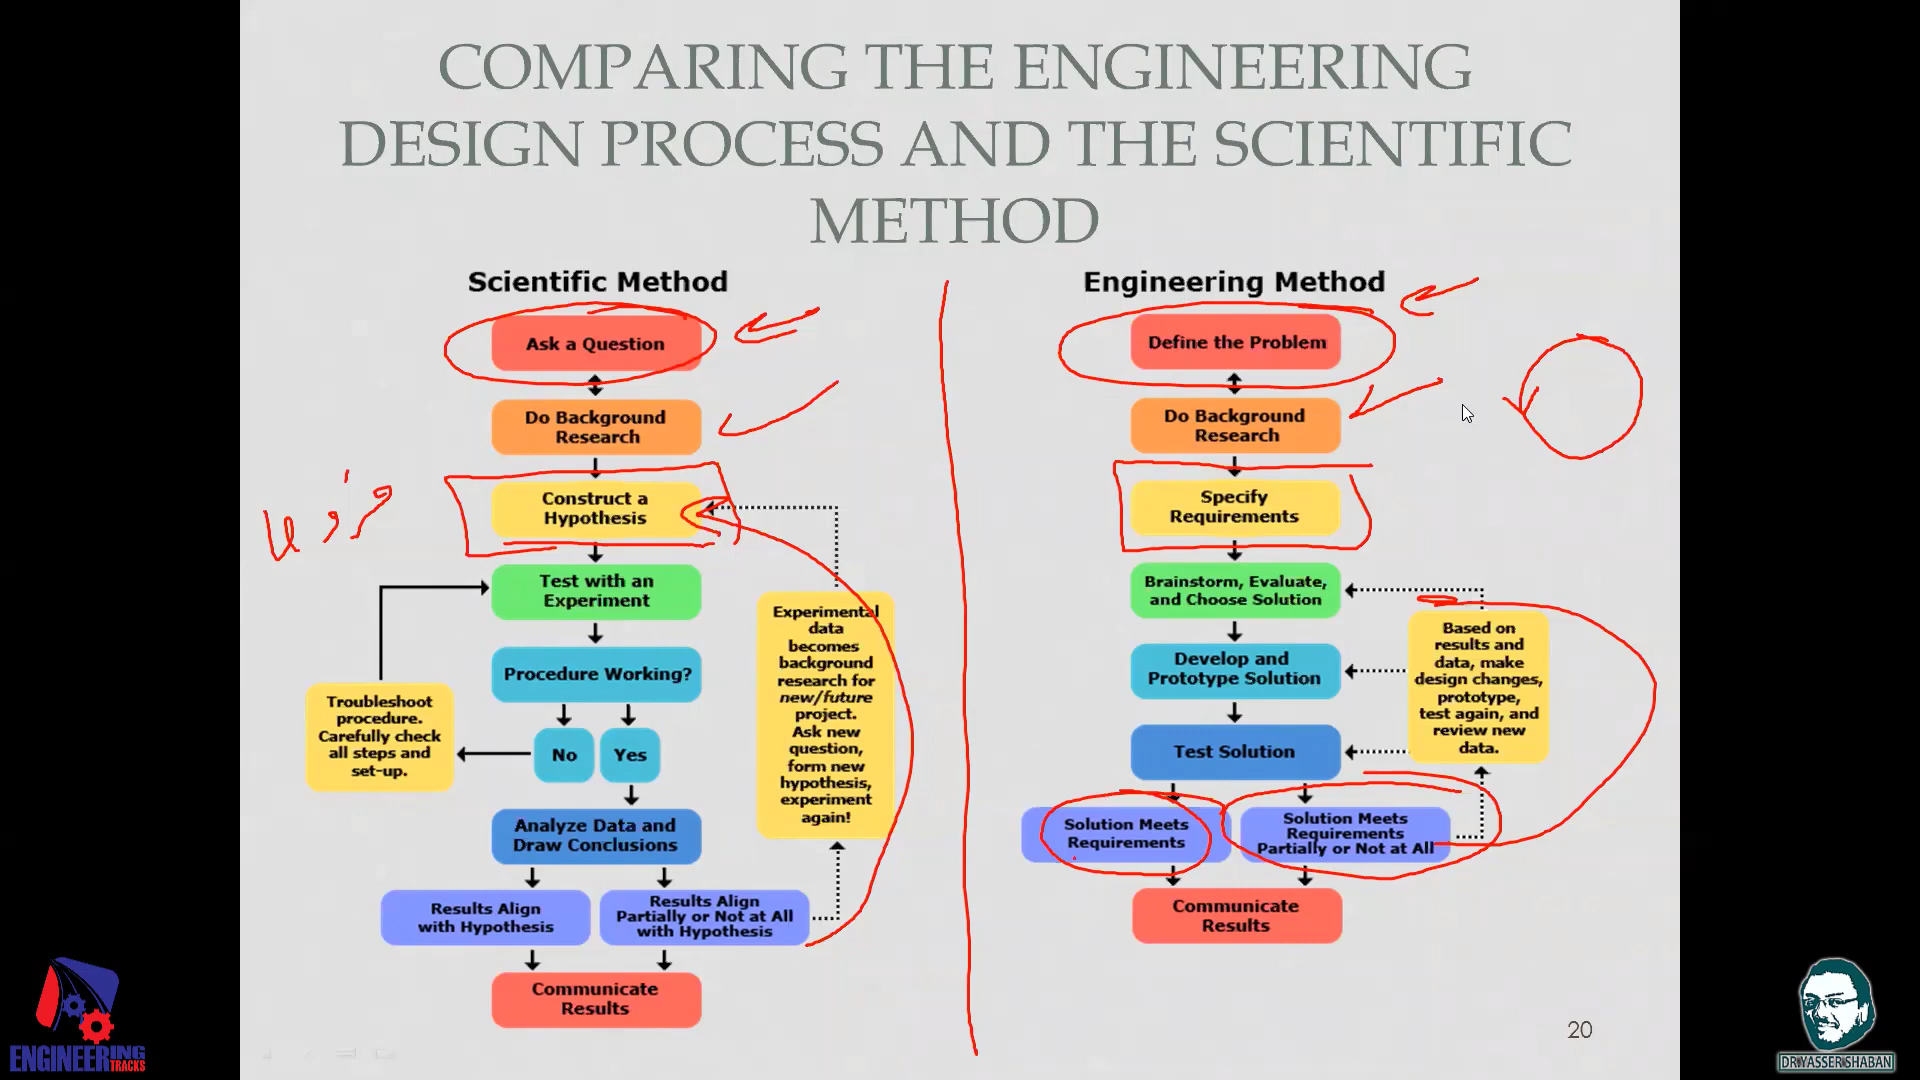 COMPARING THE ENGINEERING
DESIGN PROCESS AND THE SCIENTIFIC
METHOD
Scientific Method
Ask a Question
Do Background
Research
Construct a
Hypothesis
Test with an
Experiment
Procedure Working?
No
Yes
Troubleshoot
procedure.
Carefully check
all steps and
set-up.
Experimental
data
becomes
background
research for
new/future
project.
Ask new
question,
form new
hypothesis,
experiment
again!
Analyze Data and
Draw Conclusions
Results Align
with Hypothesis
Results Align
Partially or Not at All
with Hypothesis
Communicate
Results
Engineering Method
Define the Problem
Do Background
Research
Specify
Requirements
Brainstorm, Evaluate,
and Choose Solution
Develop and
Prototype Solution
Test Solution
Based on
results and
data, make
design changes,
prototype,
test again, and
review new
data.
Solution Meets
Requirements
Solution Meets
Requirements
Partially or Not at All
Communicate
Results
20
ENGINEERING
TRACKS
DR YASSER SHABAN